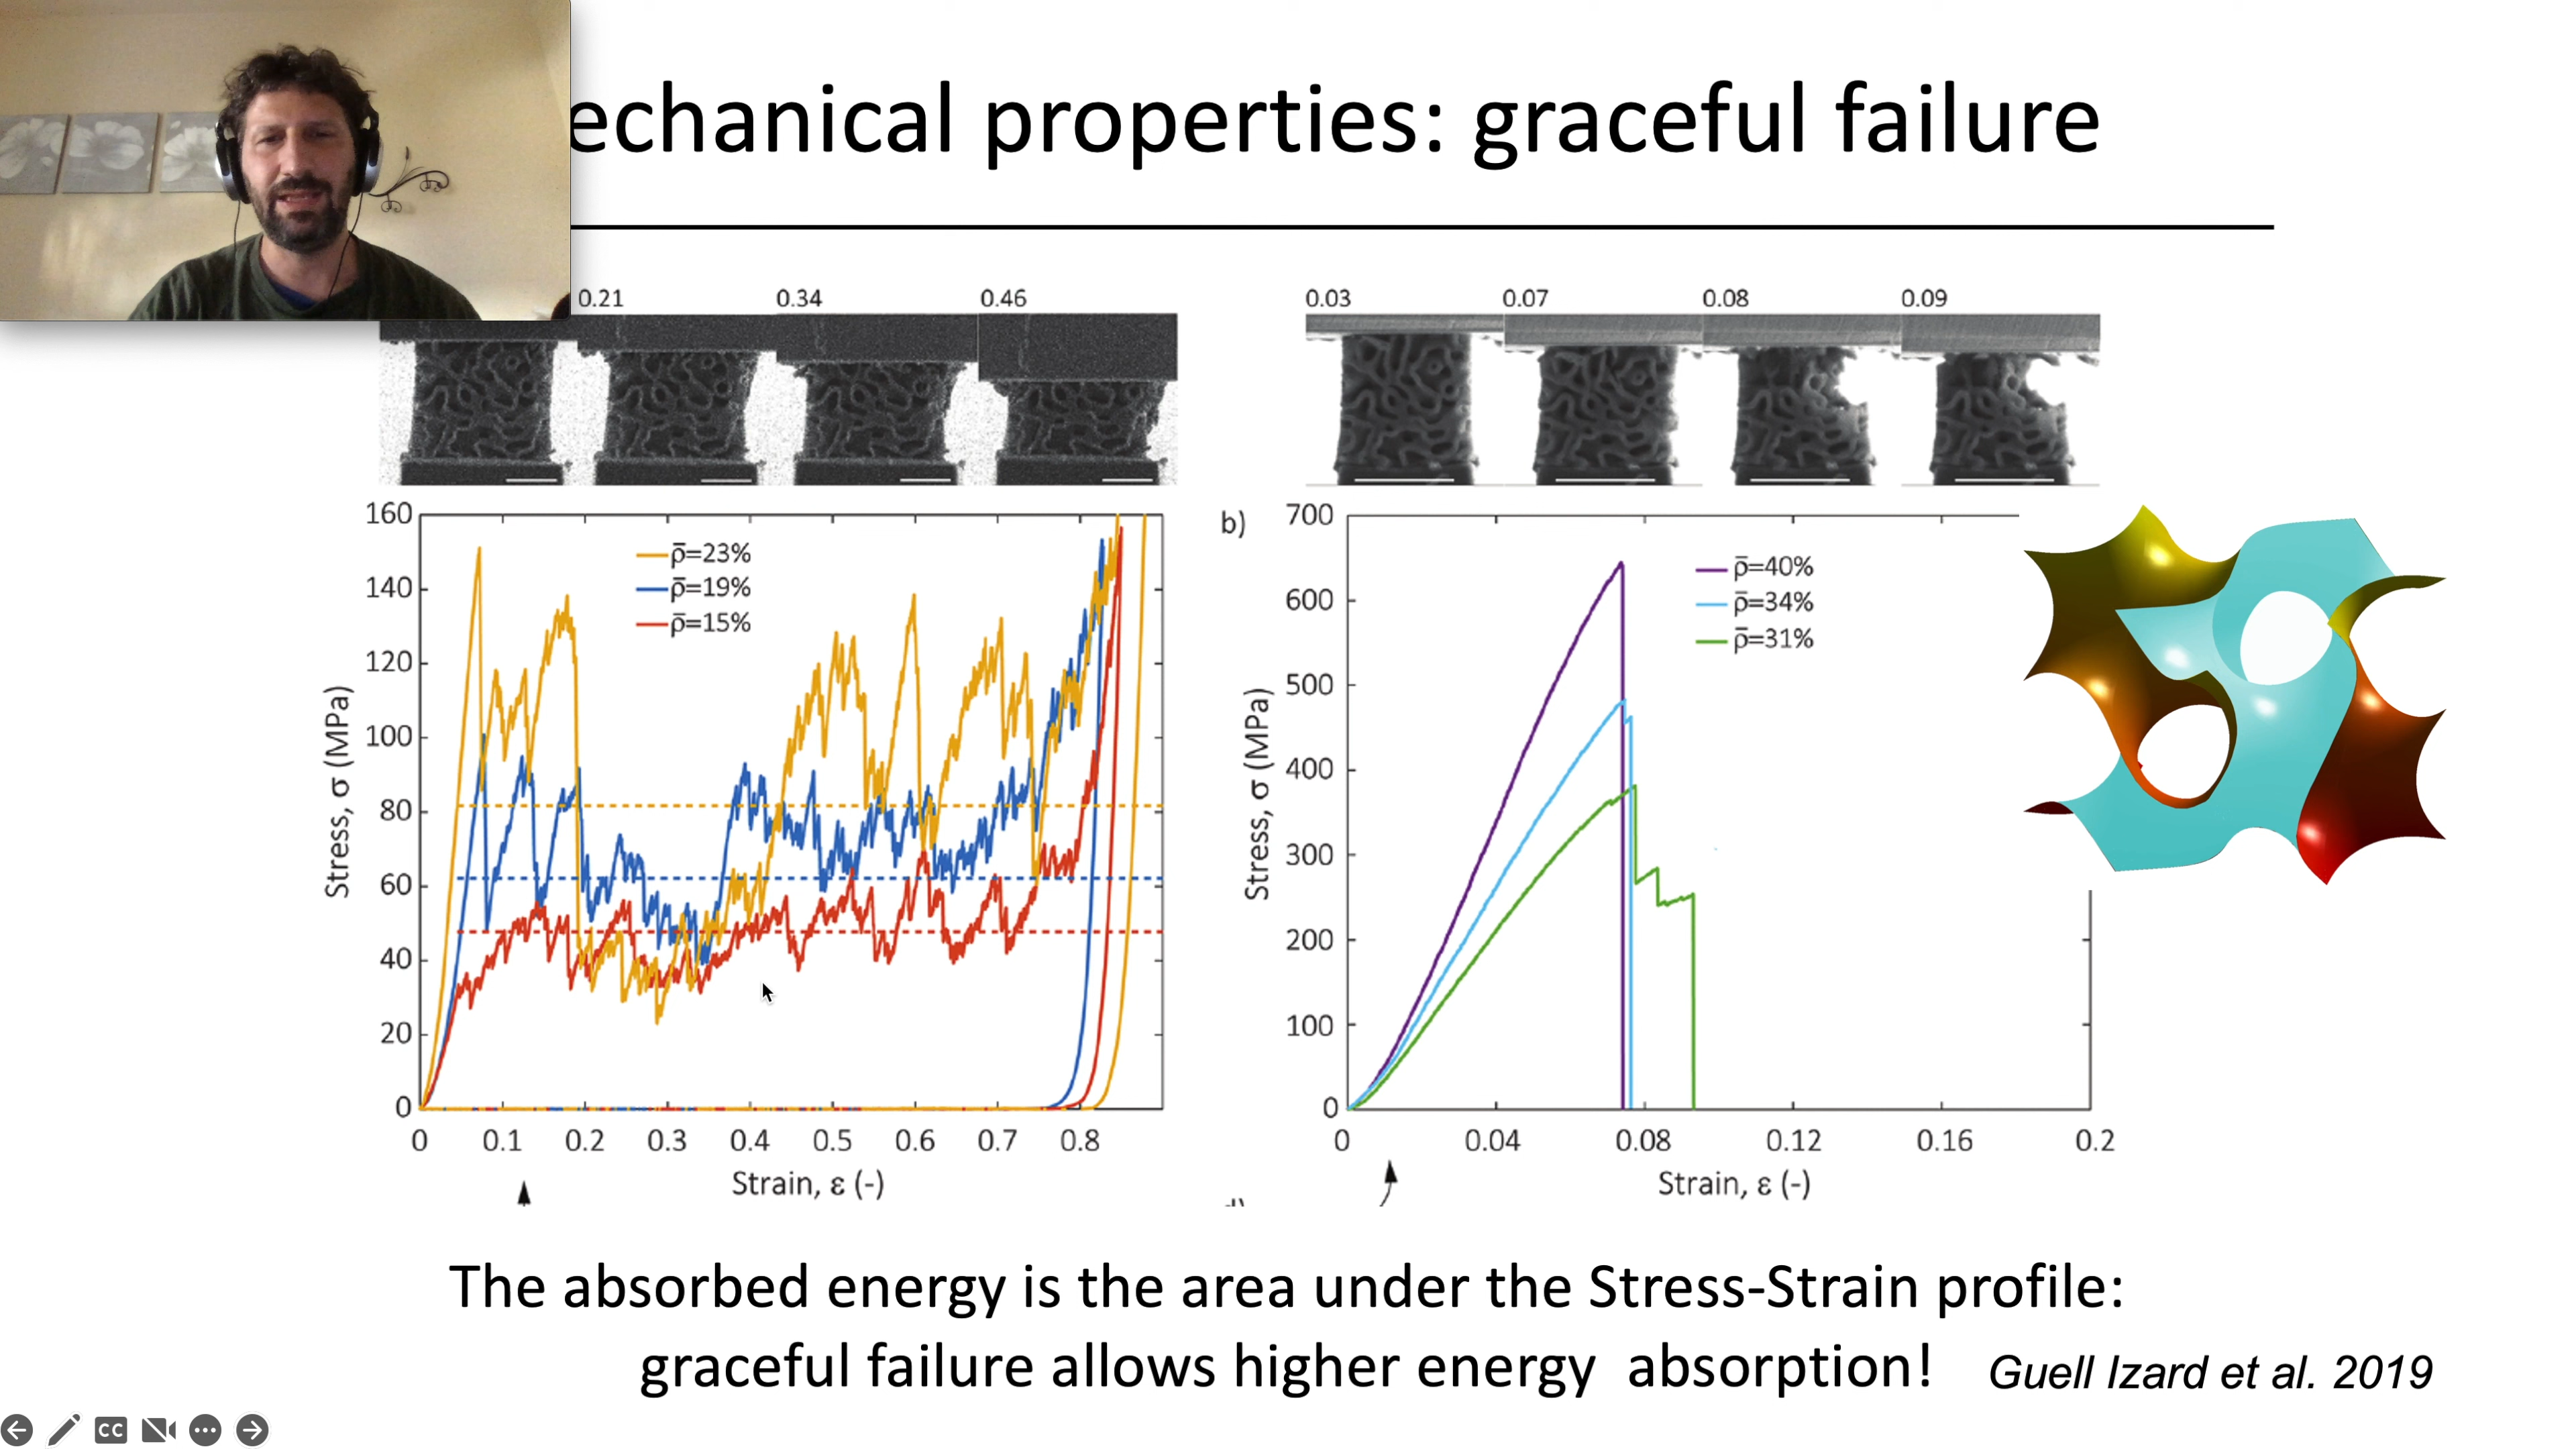 echanical properties: graceful failure
0.21 0.34 0.46
0.03 0.07 0.08 0.09
160
140
120
100
80
60
40
20
0
Stress, σ (MPa)
ρ̄=23%
ρ̄=19%
ρ̄=15%
0 0.1 0.2 0.3 0.4 0.5 0.6 0.7 0.8
Strain, ε (-)
b)
700
600
500
400
300
200
100
0
Stress, σ (MPa)
ρ̄=40%
ρ̄=34%
ρ̄=31%
0 0.04 0.08 0.12 0.16 0.2
Strain, ε (-)
The absorbed energy is the area under the Stress-Strain profile:
graceful failure allows higher energy absorption!
Guell Izard et al. 2019
CC